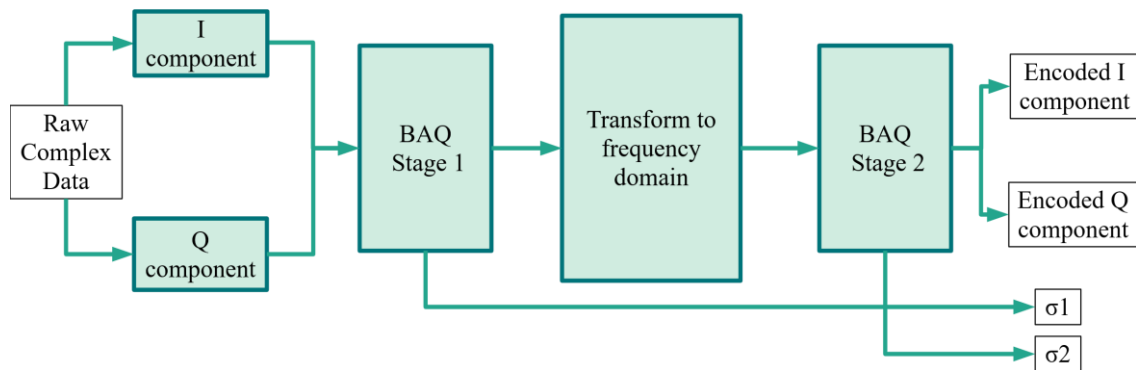 Raw
Complex
Data
I
component
Q
component
BAQ
Stage 1
Transform to
frequency
domain
BAQ
Stage 2
Encoded I
component
Encoded Q
component
σ1
σ2